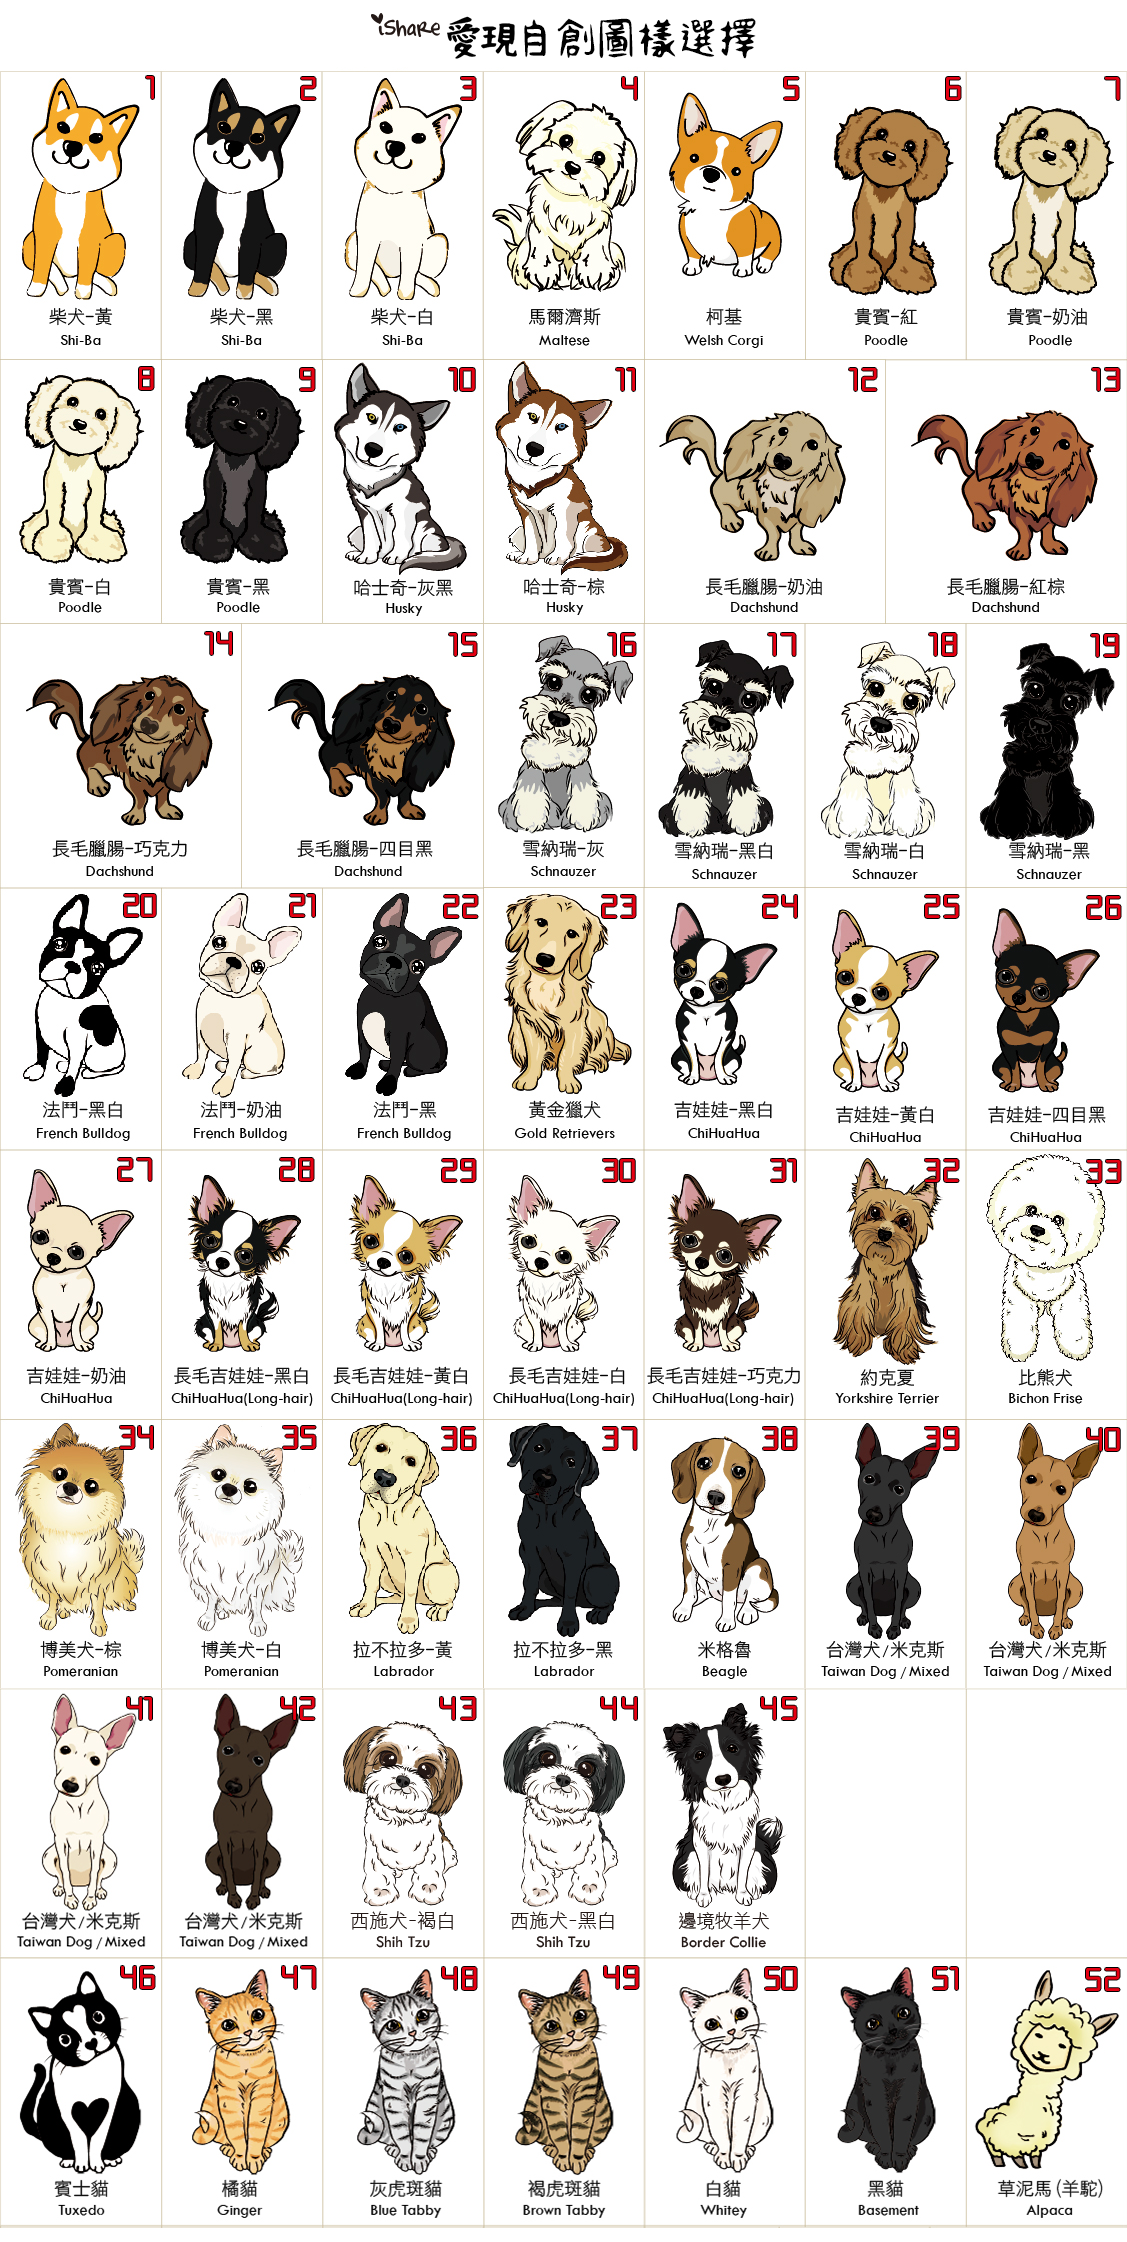 iShare 愛現自創圖樣選擇
1 2 3 4 5 6 7
柴犬-黃 柴犬-黑 柴犬-白 馬爾濟斯 柯基 貴賓-紅 貴賓-奶油
Shi-Ba Shi-Ba Shi-Ba Maltese Welsh Corgi Poodle Poodle
8 9 10 11 12 13
貴賓-白 貴賓-黑 哈士奇-灰黑 哈士奇-棕 長毛臘腸-奶油 長毛臘腸-紅棕
Poodle Poodle Husky Husky Dachshund Dachshund
14 15 16 17 18 19
長毛臘腸-巧克力 長毛臘腸-四目黑 雪納瑞-灰 雪納瑞-黑白 雪納瑞-白 雪納瑞-黑
Dachshund Dachshund Schnauzer Schnauzer Schnauzer Schnauzer
20 21 22 23 24 25 26
法鬥-黑白 法鬥-奶油 法鬥-黑 黃金獵犬 吉娃娃-黑白 吉娃娃-黃白 吉娃娃-四目黑
French Bulldog French Bulldog French Bulldog Gold Retrievers ChiHuaHua ChiHuaHua ChiHuaHua
27 28 29 30 31 32 33
吉娃娃-奶油 長毛吉娃娃-黑白 長毛吉娃娃-黃白 長毛吉娃娃-白 長毛吉娃娃-巧克力 約克夏 比熊犬
ChiHuaHua ChiHuaHua(Long-hair) ChiHuaHua(Long-hair) ChiHuaHua(Long-hair) ChiHuaHua(Long-hair) Yorkshire Terrier Bichon Frise
34 35 36 37 38 39 40
博美犬-棕 博美犬-白 拉不拉多-黃 拉不拉多-黑 米格魯 台灣犬/米克斯 台灣犬/米克斯
Pomeranian Pomeranian Labrador Labrador Beagle Taiwan Dog / Mixed Taiwan Dog / Mixed
41 42 43 44 45
台灣犬/米克斯 台灣犬/米克斯 西施犬-褐白 西施犬-黑白 邊境牧羊犬
Taiwan Dog / Mixed Taiwan Dog / Mixed Shih Tzu Shih Tzu Border Collie
46 47 48 49 50 51 52
賓士貓 橘貓 灰虎斑貓 褐虎斑貓 白貓 黑貓 草泥馬(羊駝)
Tuxedo Ginger Blue Tabby Brown Tabby Whitey Basement Alpaca